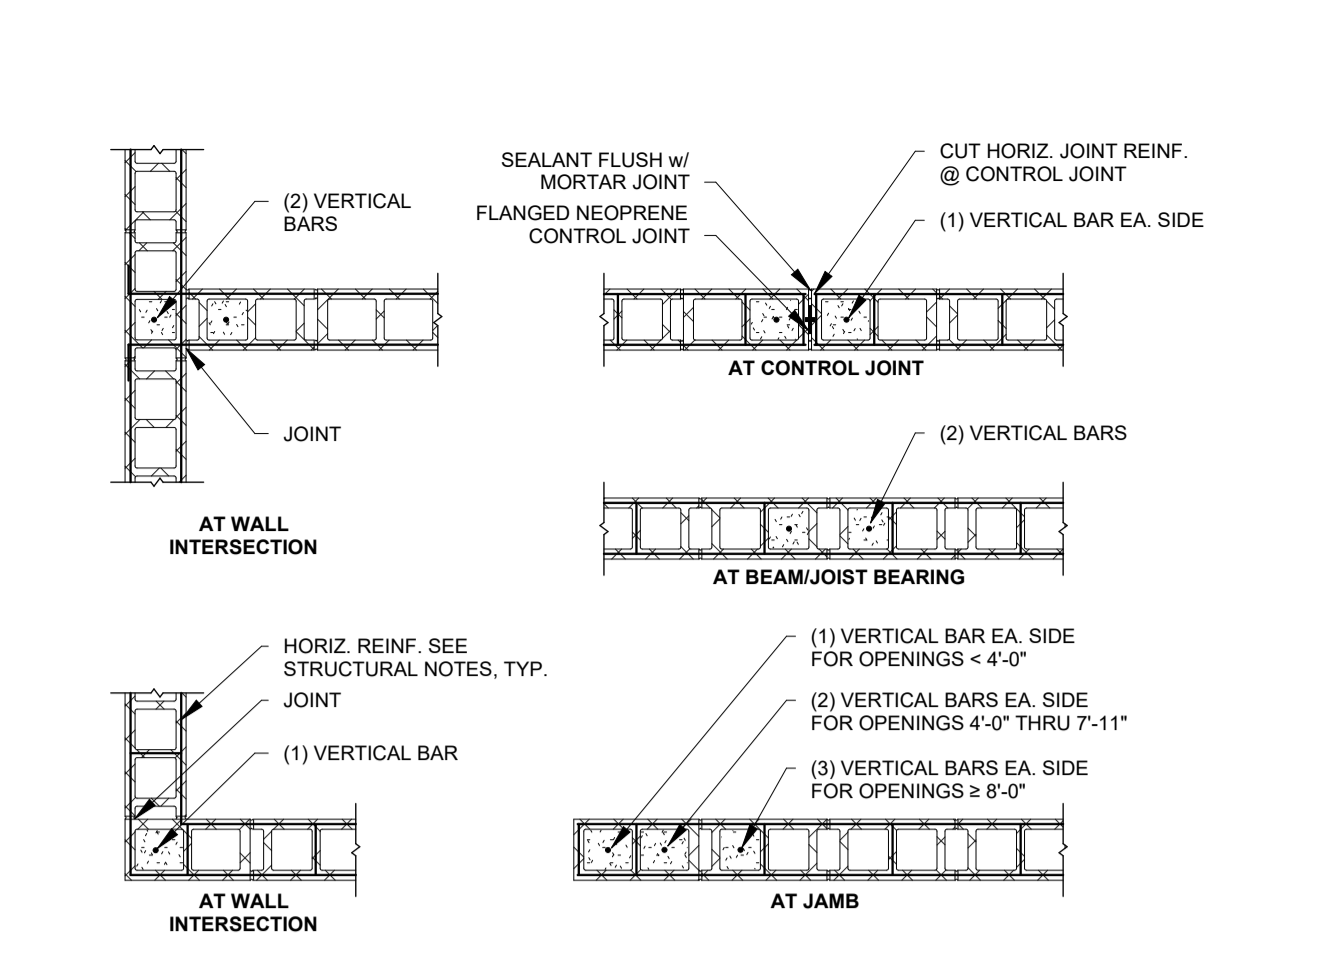 (2) VERTICAL
BARS
JOINT
AT WALL
INTERSECTION
SEALANT FLUSH w/
MORTAR JOINT
FLANGED NEOPRENE
CONTROL JOINT
CUT HORIZ. JOINT REINF.
@ CONTROL JOINT
(1) VERTICAL BAR EA. SIDE
AT CONTROL JOINT
(2) VERTICAL BARS
AT BEAM/JOIST BEARING
HORIZ. REINF. SEE
STRUCTURAL NOTES, TYP.
JOINT
(1) VERTICAL BAR
AT WALL
INTERSECTION
(1) VERTICAL BAR EA. SIDE
FOR OPENINGS < 4'-0"
(2) VERTICAL BARS EA. SIDE
FOR OPENINGS 4'-0" THRU 7'-11"
(3) VERTICAL BARS EA. SIDE
FOR OPENINGS ≥ 8'-0"
AT JAMB